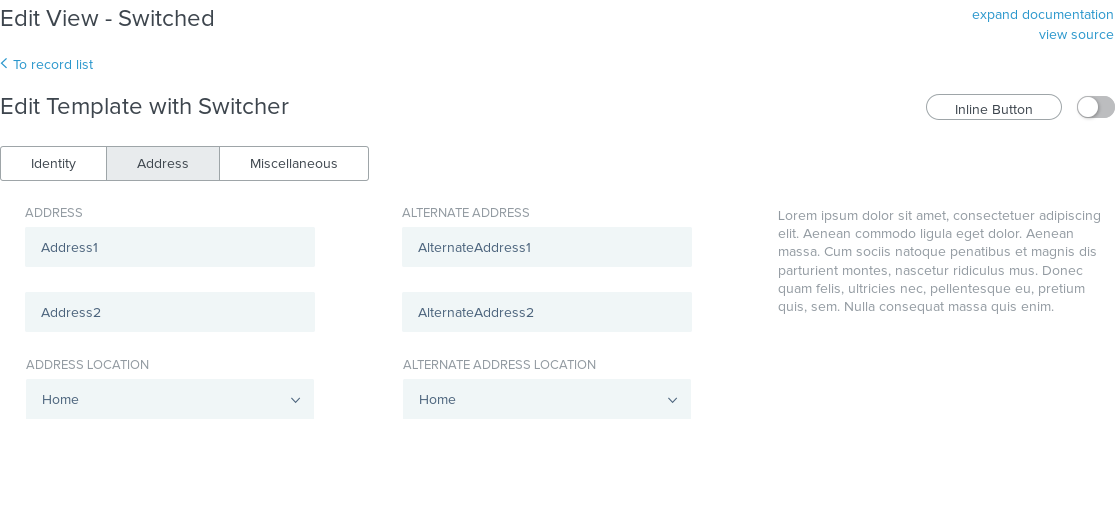 Edit View - Switched
expand documentation
view source
To record list
Edit Template with Switcher
Inline Button
Identity
Address
Miscellaneous
ADDRESS
Address1
Address2
ADDRESS LOCATION
Home
ALTERNATE ADDRESS
AlternateAddress1
AlternateAddress2
ALTERNATE ADDRESS LOCATION
Home
Lorem ipsum dolor sit amet, consectetuer adipiscing
elit. Aenean commodo ligula eget dolor. Aenean
massa. Cum sociis natoque penatibus et magnis dis
parturient montes, nascetur ridiculus mus. Donec
quam felis, ultricies nec, pellentesque eu, pretium
quis, sem. Nulla consequat massa quis enim.